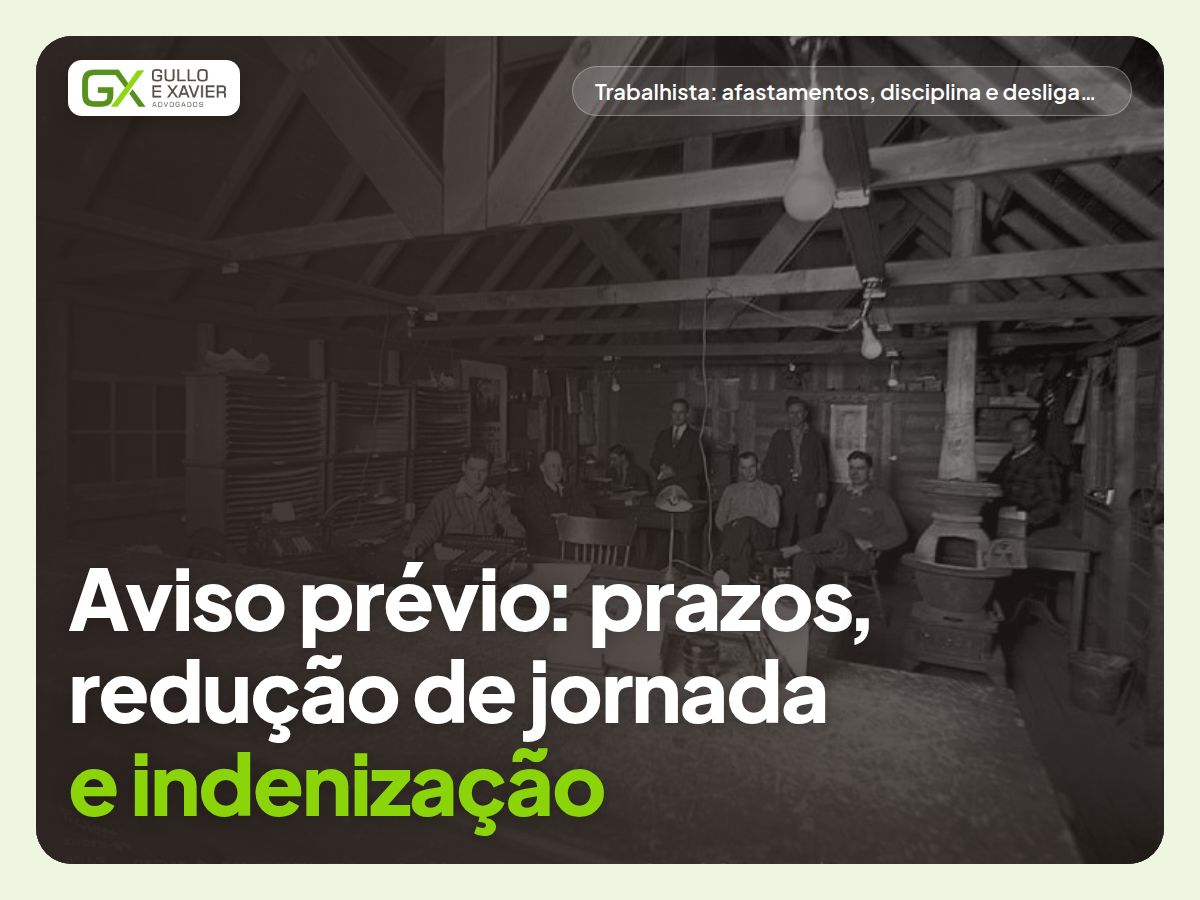 GX
GULLO
E XAVIER
ADVOGADOS
Trabalhista: afastamentos, disciplina e desliga...
Aviso prévio: prazos,
redução de jornada
e indenização